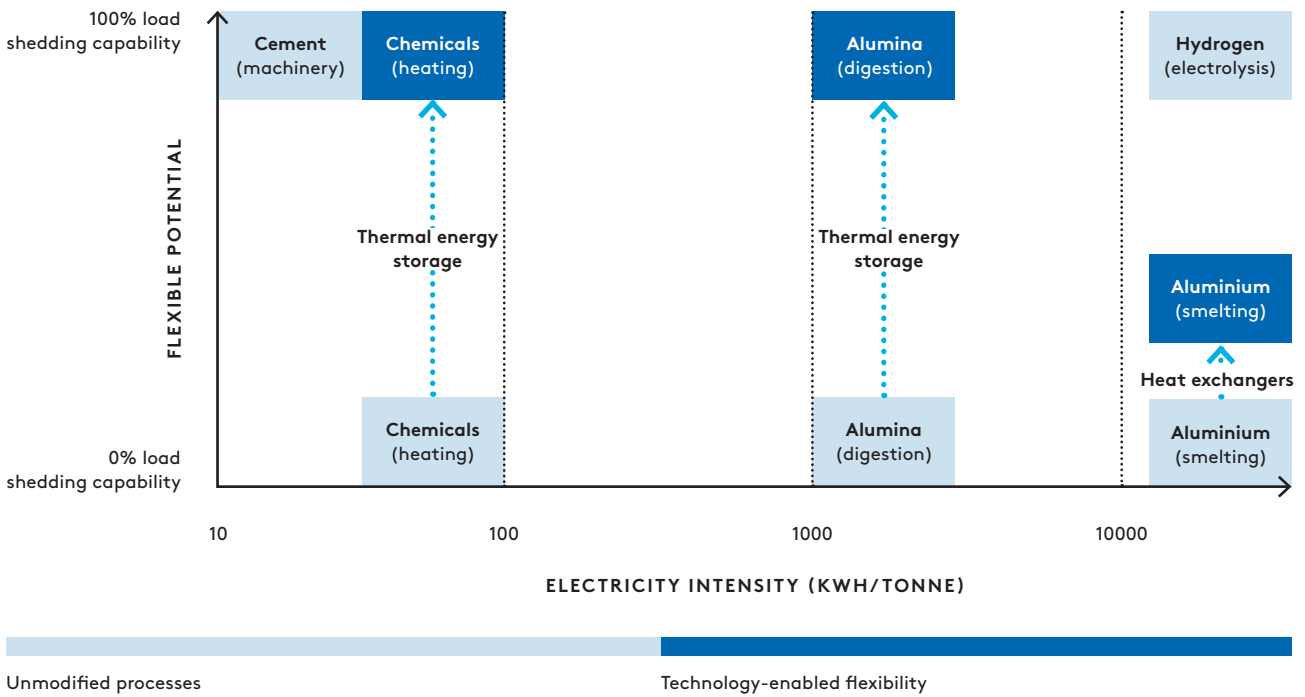 100% load
shedding capability
Cement
(machinery)
Chemicals
(heating)
Alumina
(digestion)
Hydrogen
(electrolysis)
FLEXIBLE POTENTIAL
Thermal energy
storage
Thermal energy
storage
Aluminium
(smelting)
Heat exchangers
Chemicals
(heating)
Alumina
(digestion)
Aluminium
(smelting)
0% load
shedding capability
10
100
1000
10000
ELECTRICITY INTENSITY (KWH/TONNE)
Unmodified processes
Technology-enabled flexibility